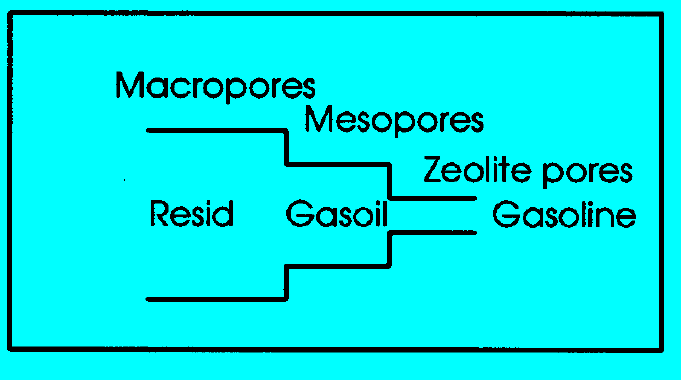 Macropores
Mesopores
Zeolite pores
Resid Gasoil Gasoline